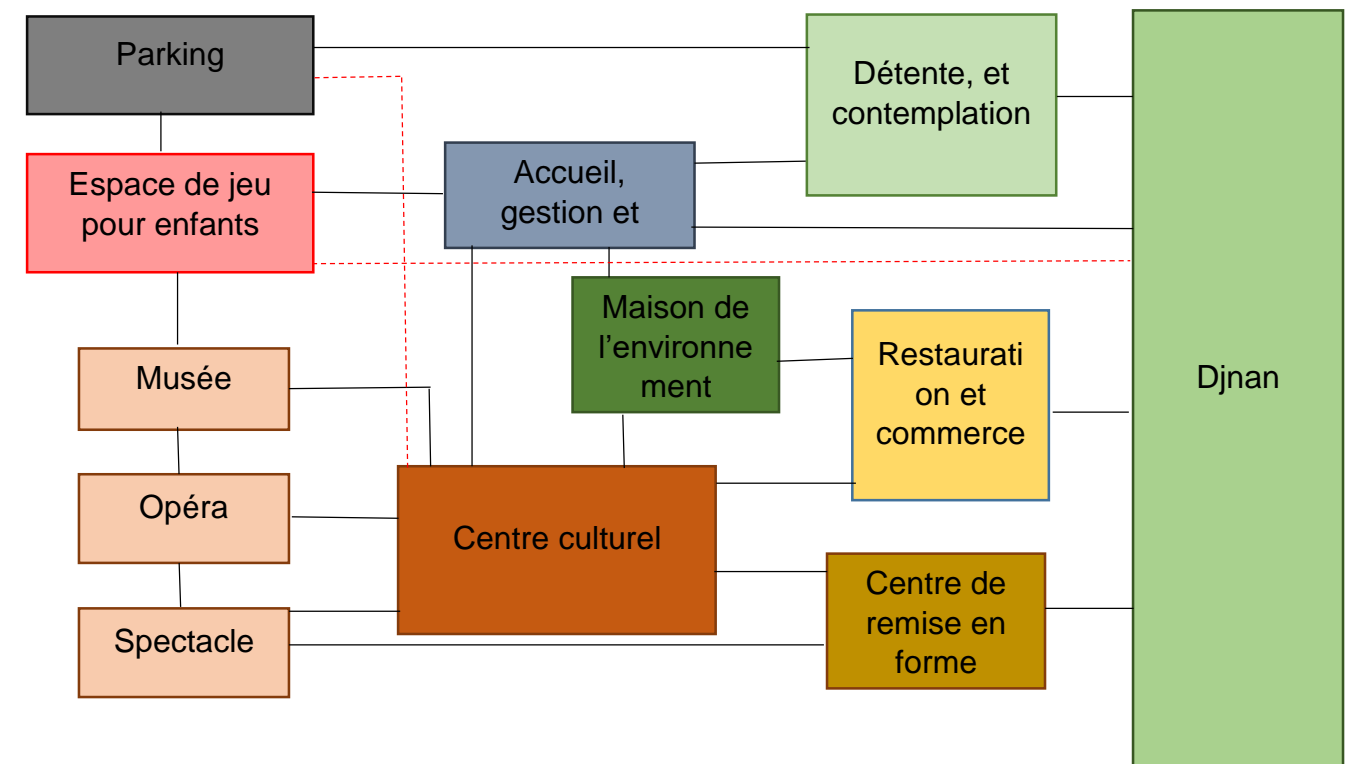 Parking
Détente, et
contemplation
Espace de jeu
pour enfants
Accueil,
gestion et
Maison de
l'environne
ment
Restaurati
on et
commerce
Djnan
Musée
Opéra
Centre culturel
Spectacle
Centre de
remise en
forme